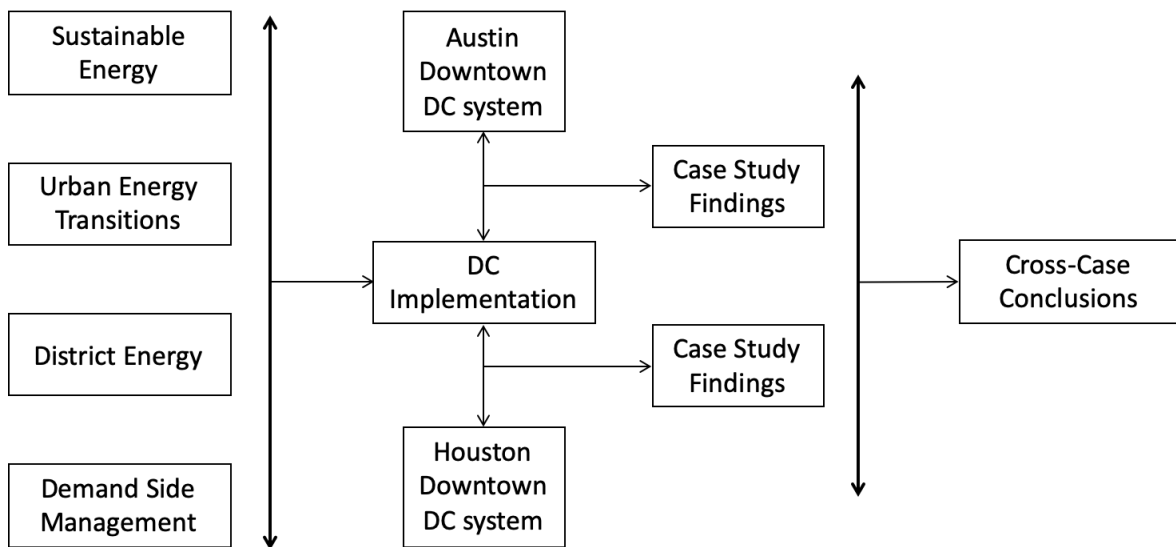 Sustainable
Energy
Urban Energy
Transitions
District Energy
Demand Side
Management
Austin
Downtown
DC system
DC
Implementation
Houston
Downtown
DC system
Case Study
Findings
Case Study
Findings
Cross-Case
Conclusions